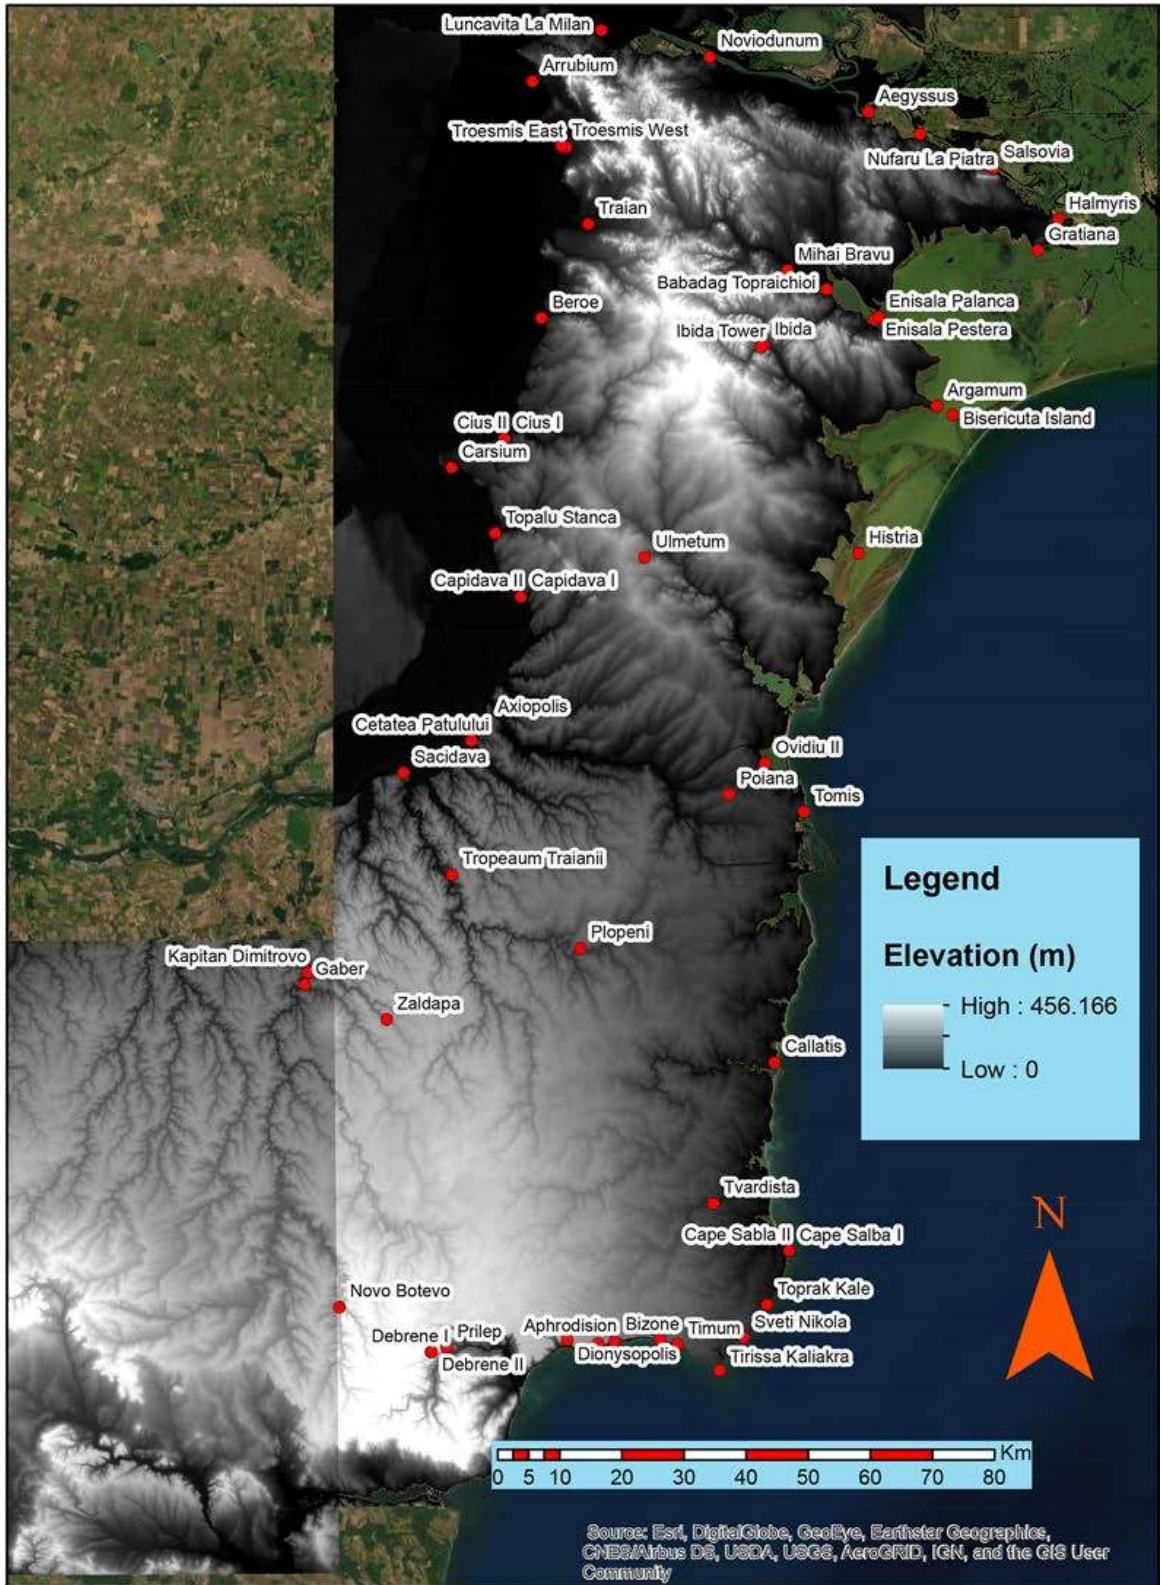 Luncavita La Milan
Noviodunum
Arrubium
Aegyssus
Troesmis East Troesmis West
Nufaru La Piatra Salsovia
Traian
Halmyris
Gratiana
Mihai Bravu
Babadag Topraichioi
Beroe
Enisala Palanca
Ibida Tower Ibida
Enisala Pestera
Argamum
Bisericuta Island
Cius II Cius I
Carsium
Topalu Stanca
Ulmetum
Histria
Capidava II Capidava I
Axiopolis
Cetatea Patulului
Sacidava
Ovidiu II
Poiana
Tomis
Tropeaum Traianii
Plopeni
Kapitan Dimitrovo
Gaber
Zaldapa
Callatis
Tvardista
Cape Sabla II Cape Salba I
Toprak Kale
Novo Botevo
Aphrodision Bizone Timum Sveti Nikola
Debrene I Prilep
Debrene II
Dionysopolis
Tirissa Kaliakra
Legend
Elevation (m)
High : 456.166
Low : 0
N
Km
0 5 10 20 30 40 50 60 70 80
Source: Esri, DigitalGlobe, GeoEye, Earthstar Geographics,
CNES/Airbus DS, USDA, USGS, AeroGRID, IGN, and the GIS User
Community